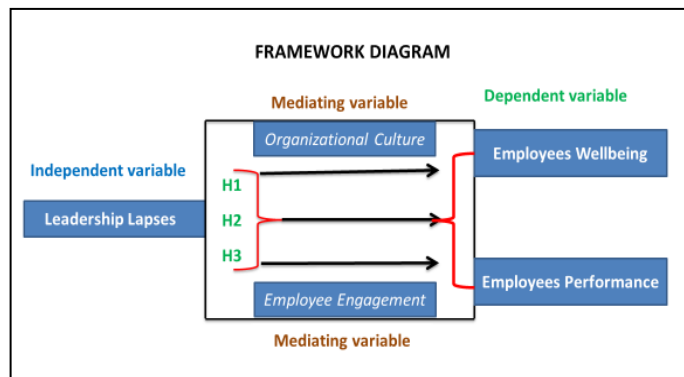 FRAMEWORK DIAGRAM
Mediating variable
Dependent variable
Organizational Culture
Employees Wellbeing
Independent variable
H1
Leadership Lapses
H2
H3
Employees Performance
Employee Engagement
Mediating variable